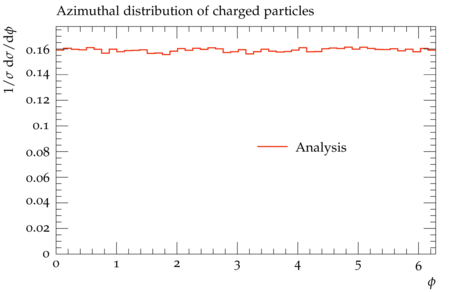 Azimuthal distribution of charged particles
1/σ dσ/dϕ
0.16
0.14
0.12
0.1
0.08
0.06
0.04
0.02
0
Analysis
0 1 2 3 4 5 6
ϕ